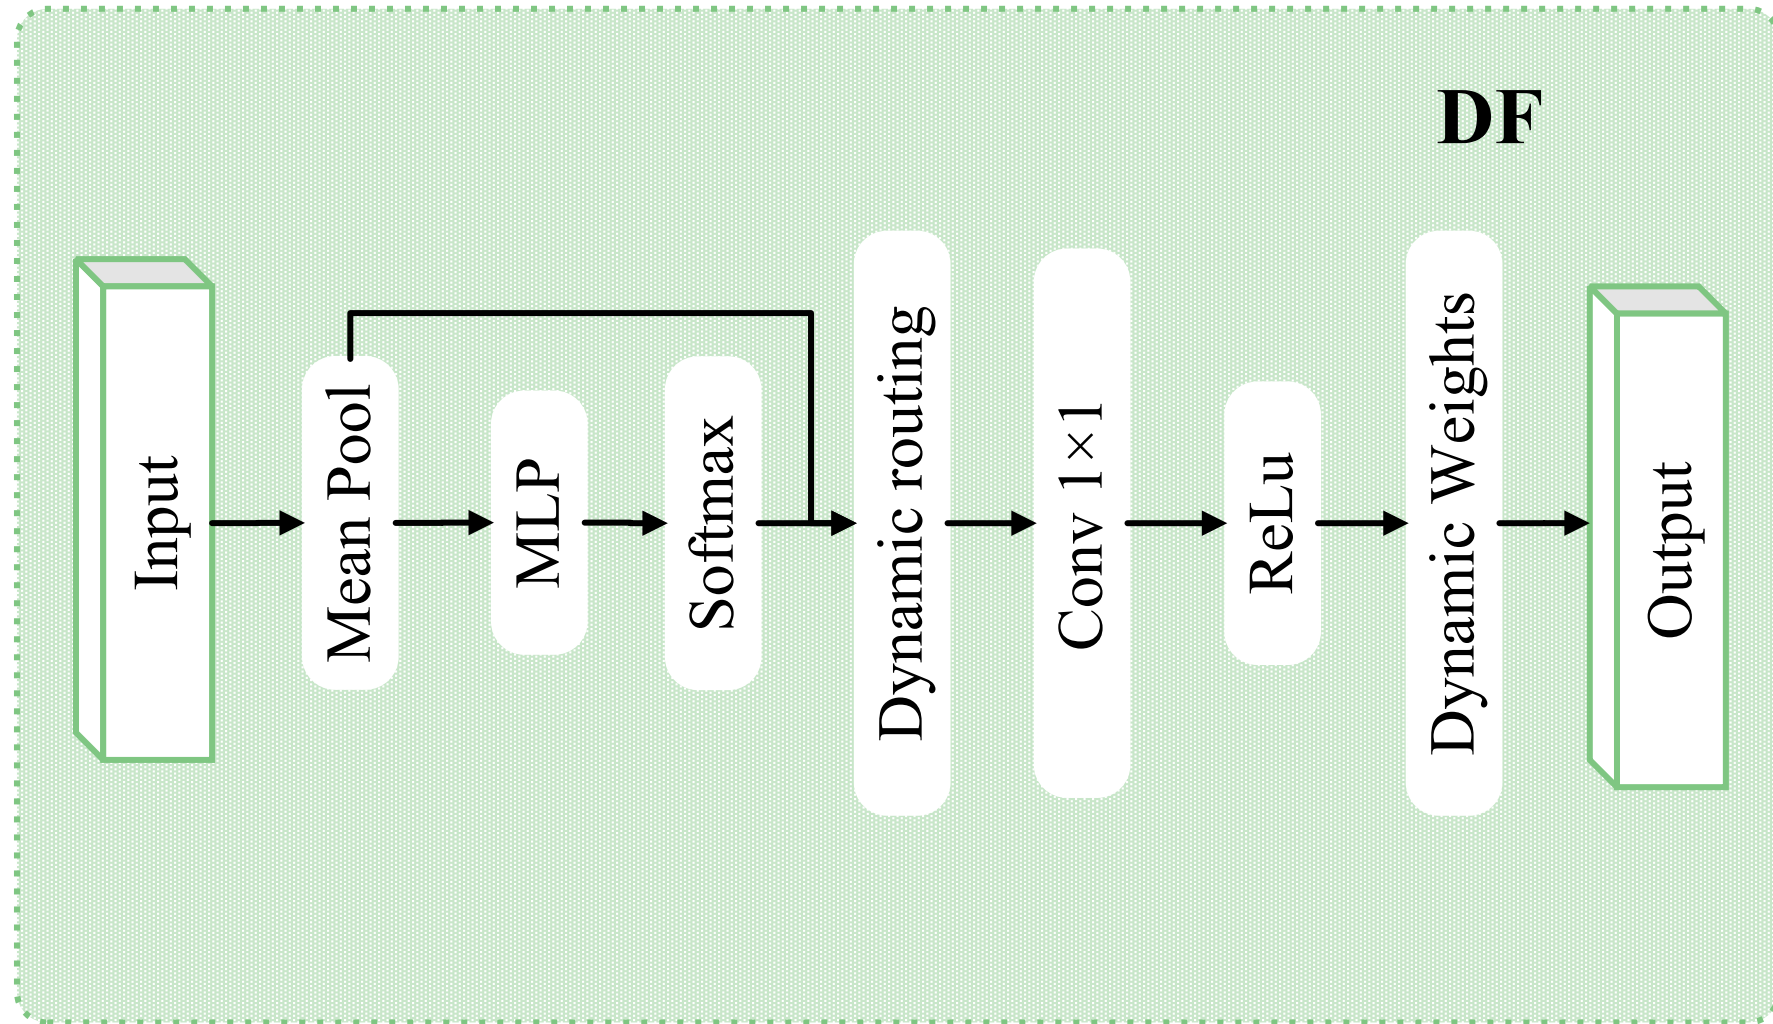 DF
Input
Mean Pool
MLP
Softmax
Dynamic routing
Conv 1×1
ReLu
Dynamic Weights
Output